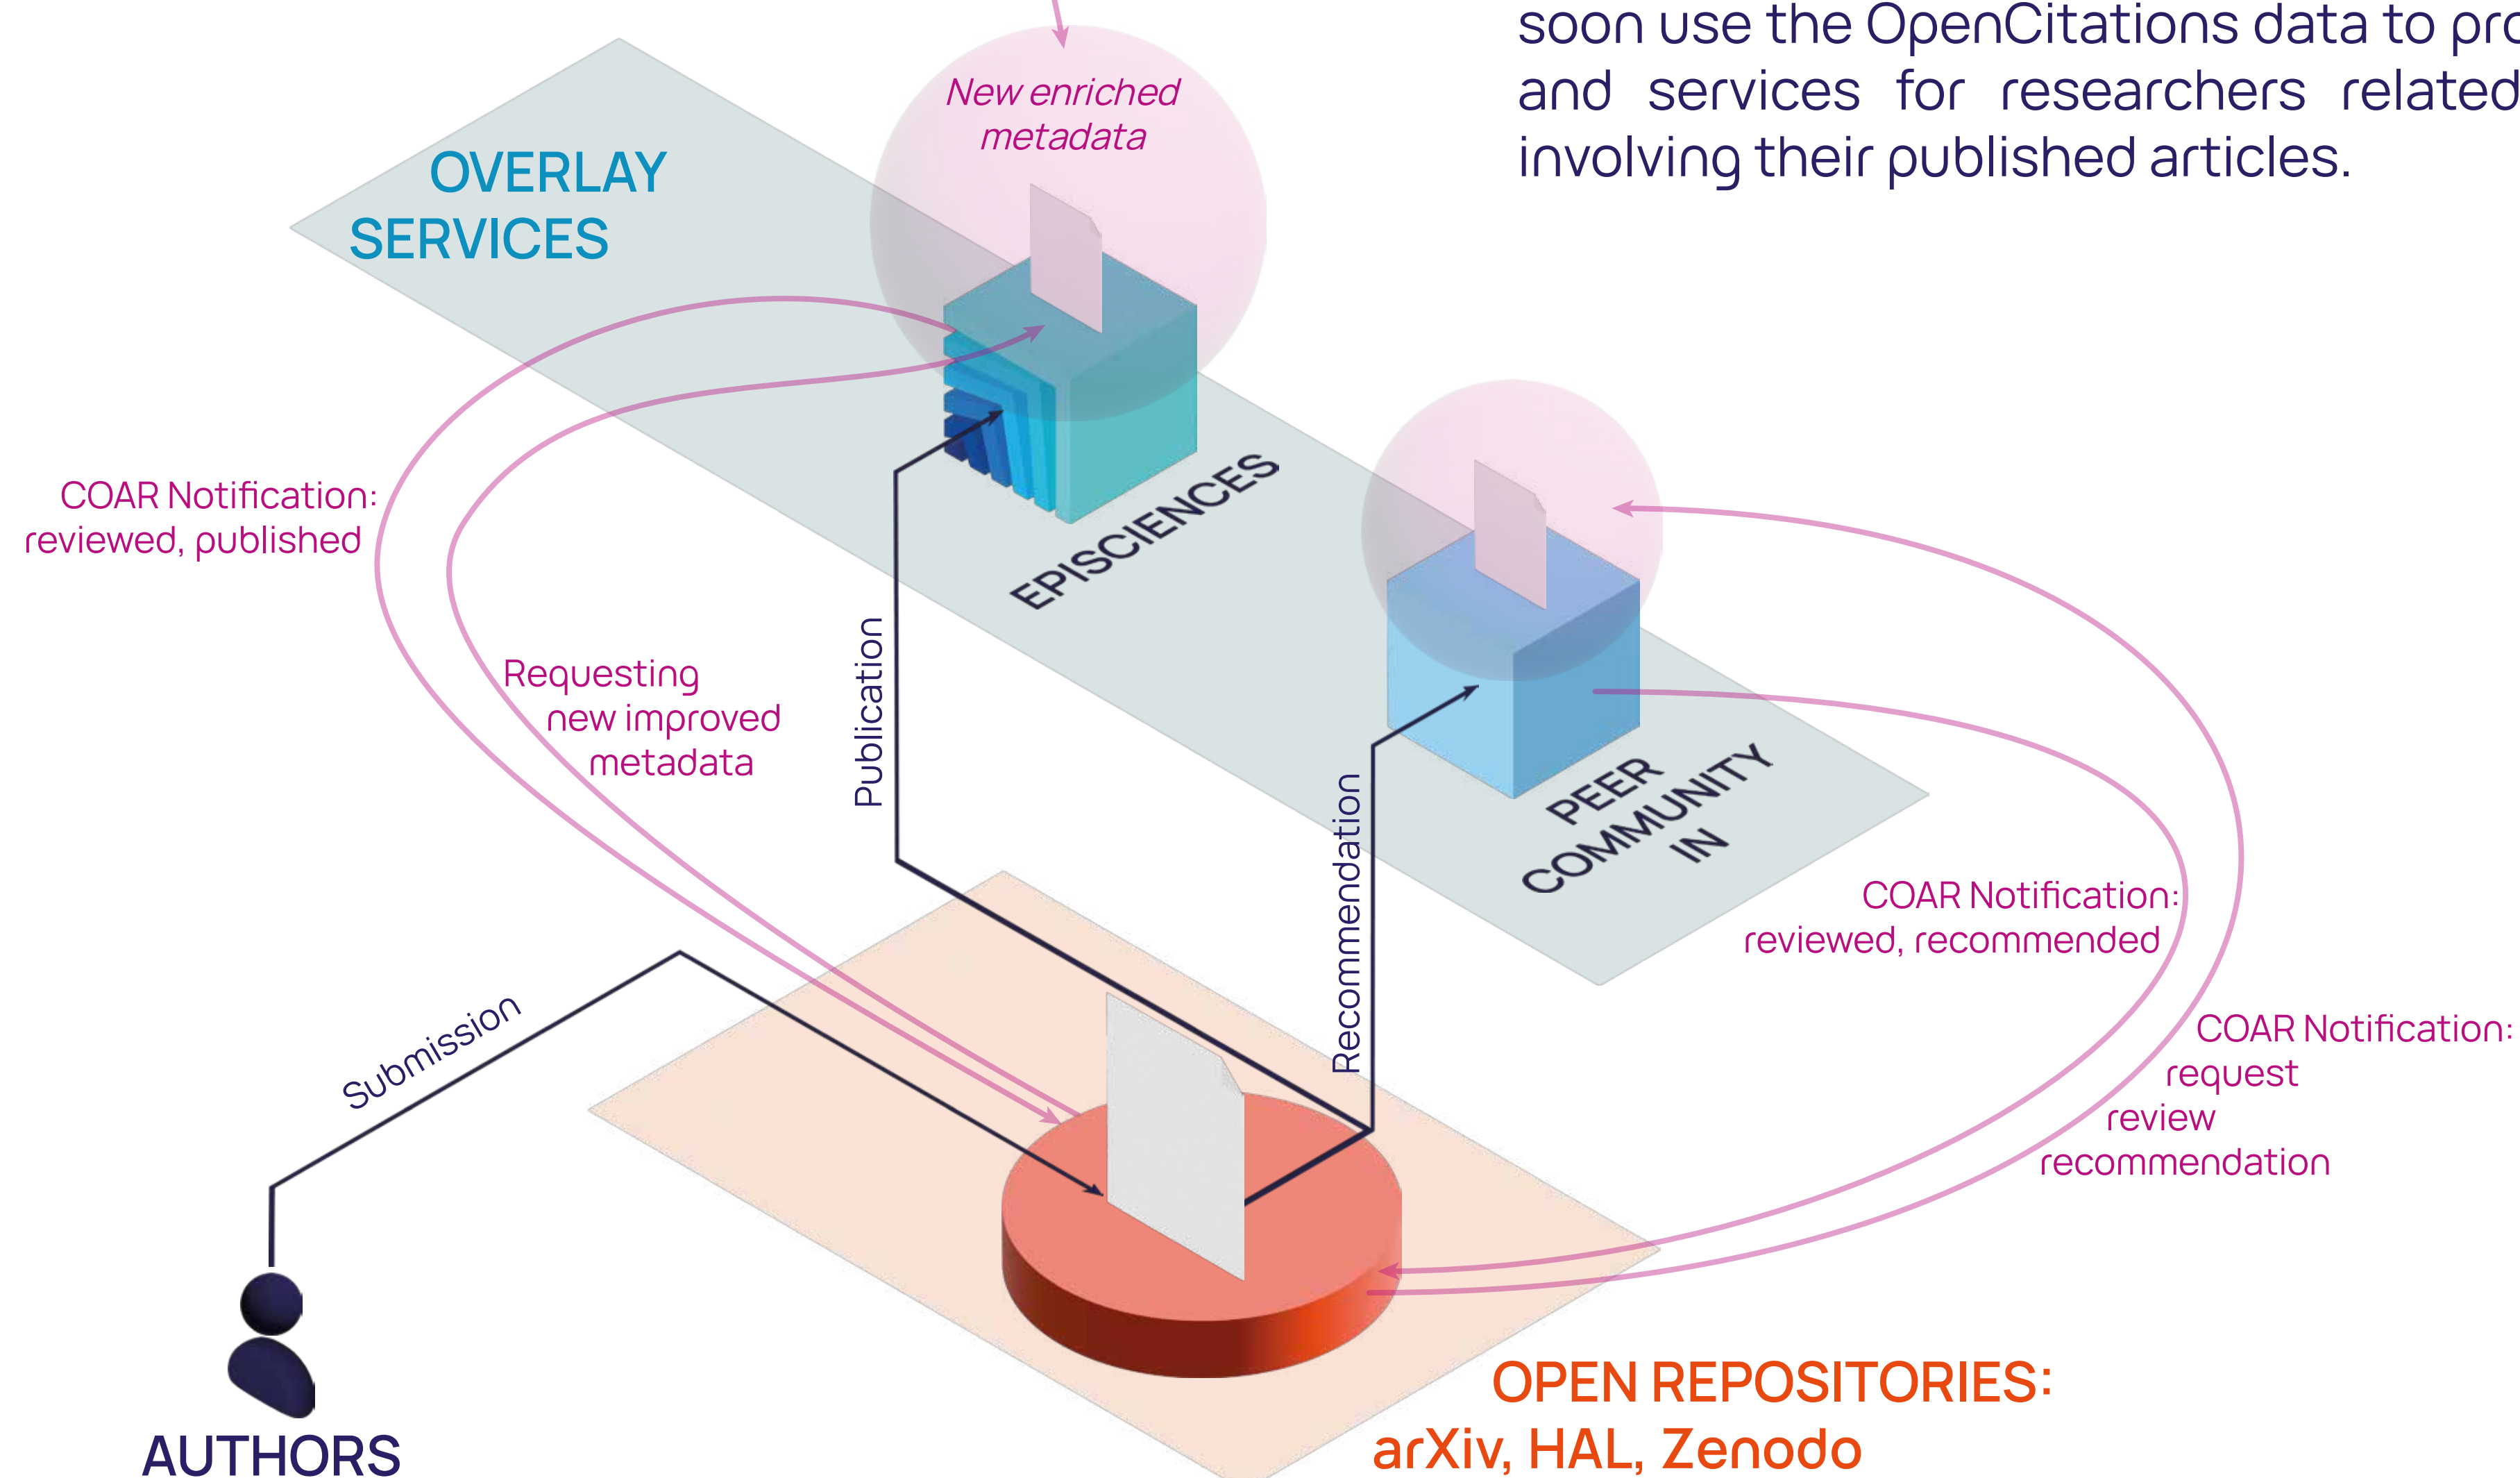 soon use the OpenCitations data to
and services for researchers related
involving their published articles.
New enriched
metadata
OVERLAY
SERVICES
COAR Notification:
reviewed, published
EPISCIENCES
Requesting
new improved
metadata
Publication
PEER
COMMUNITY
IN
Recommendation
COAR Notification:
reviewed, recommended
Submission
COAR Notification:
request
review
recommendation
OPEN REPOSITORIES:
arXiv, HAL, Zenodo
AUTHORS